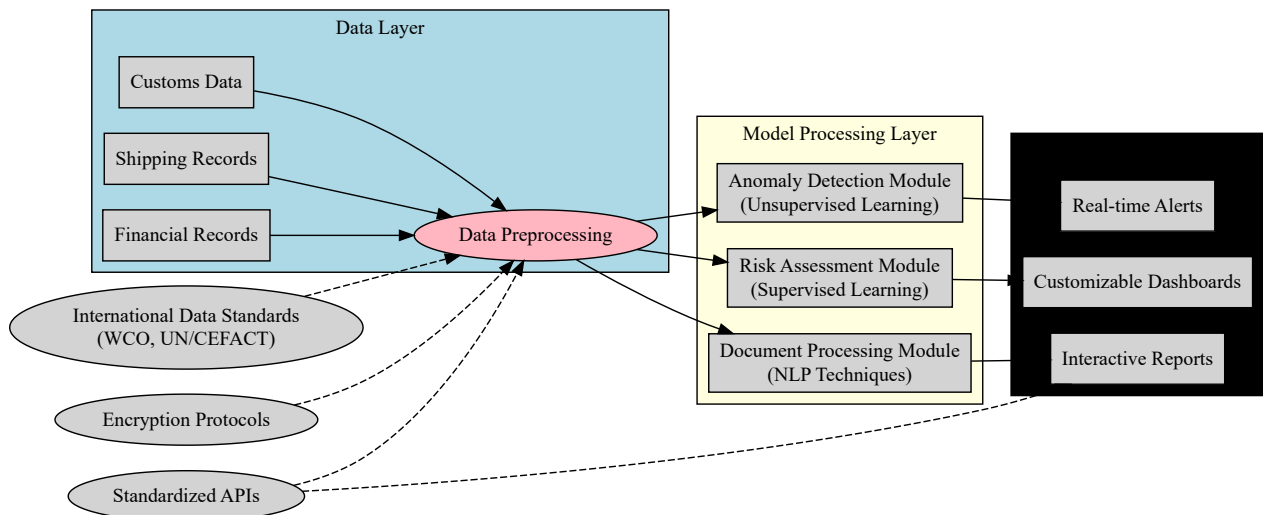 Data Layer
Customs Data
Shipping Records
Financial Records
Data Preprocessing
International Data Standards
(WCO, UN/CEFACT)
Encryption Protocols
Standardized APIs
Model Processing Layer
Anomaly Detection Module
(Unsupervised Learning)
Risk Assessment Module
(Supervised Learning)
Document Processing Module
(NLP Techniques)
Real-time Alerts
Customizable Dashboards
Interactive Reports